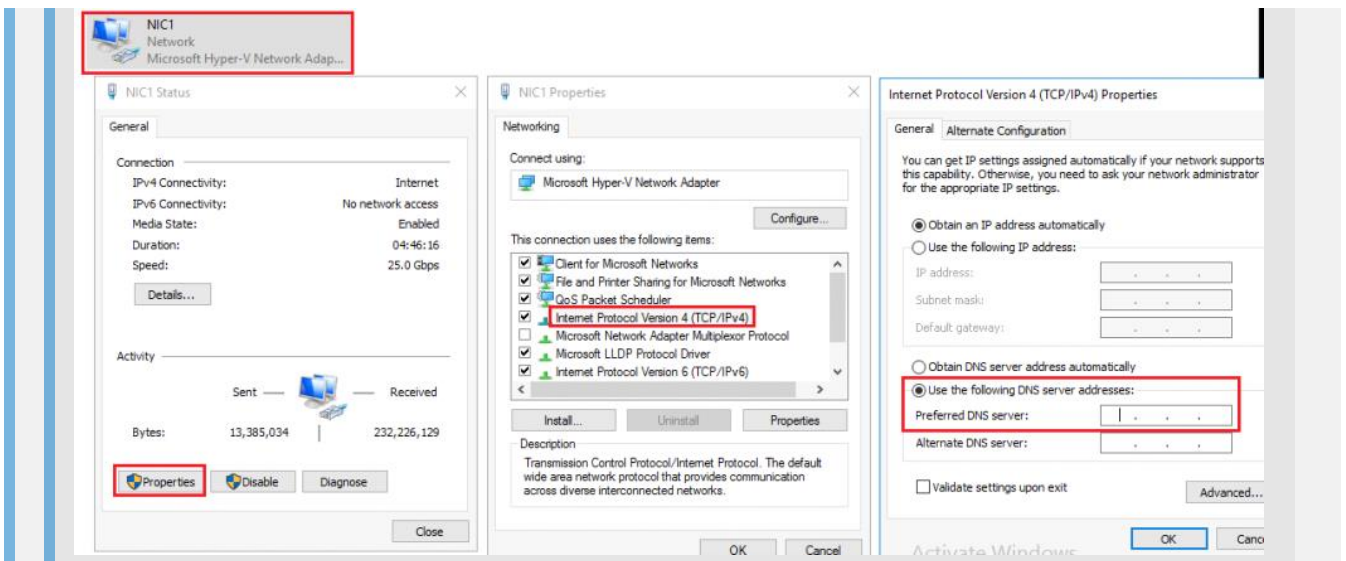 NIC1
Network
Microsoft Hyper-V Network Adap...
NIC1 Status
General
Connection
IPv4 Connectivity: Internet
IPv6 Connectivity: No network access
Media State: Enabled
Duration: 04:46:16
Speed: 25.0 Gbps
Details...
Activity
Sent Received
Bytes: 13,385,034 232,226,129
Properties Disable Diagnose
Close
NIC1 Properties
Networking
Connect using:
Microsoft Hyper-V Network Adapter
Configure...
This connection uses the following items:
Client for Microsoft Networks
File and Printer Sharing for Microsoft Networks
QoS Packet Scheduler
Internet Protocol Version 4 (TCP/IPv4)
Microsoft Network Adapter Multiplexor Protocol
Microsoft LLDP Protocol Driver
Internet Protocol Version 6 (TCP/IPv6)
Install... Uninstall Properties
Description
Transmission Control Protocol/Internet Protocol. The default
wide area network protocol that provides communication
across diverse interconnected networks.
OK Cancel
Internet Protocol Version 4 (TCP/IPv4) Properties
General Alternate Configuration
You can get IP settings assigned automatically if your network supports
this capability. Otherwise, you need to ask your network administrator
for the appropriate IP settings.
Obtain an IP address automatically
Use the following IP address:
IP address:
Subnet mask:
Default gateway:
Obtain DNS server address automatically
Use the following DNS server addresses:
Preferred DNS server:
Alternate DNS server:
Validate settings upon exit
Advanced...
OK Canc
Activate Windows